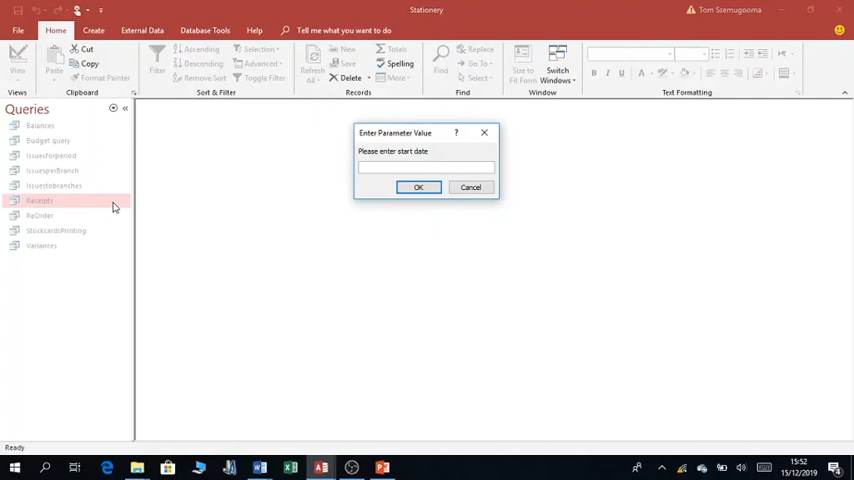 Stationery
Tom Ssemugooma
File Home Create External Data Database Tools Help Tell me what you want to do
View
Views
Paste
Cut
Copy
Format Painter
Clipboard
Filter
Ascending
Descending
Remove Sort
Selection
Advanced
Toggle Filter
Sort & Filter
Refresh
All
New
Save
Delete
Totals
Spelling
More
Records
Find
Replace
Go To
Select
Find
Size to
Fit Form
Switch
Windows
Window
B I U A
Text Formatting
Queries
Balances
Budget query
Issuesforperiod
IssuesperBranch
Issuestobranches
Receipts
ReOrder
StockcardsPrinting
Variances
Enter Parameter Value ?
Please enter start date
OK Cancel
Ready
15:52
15/12/2019
4